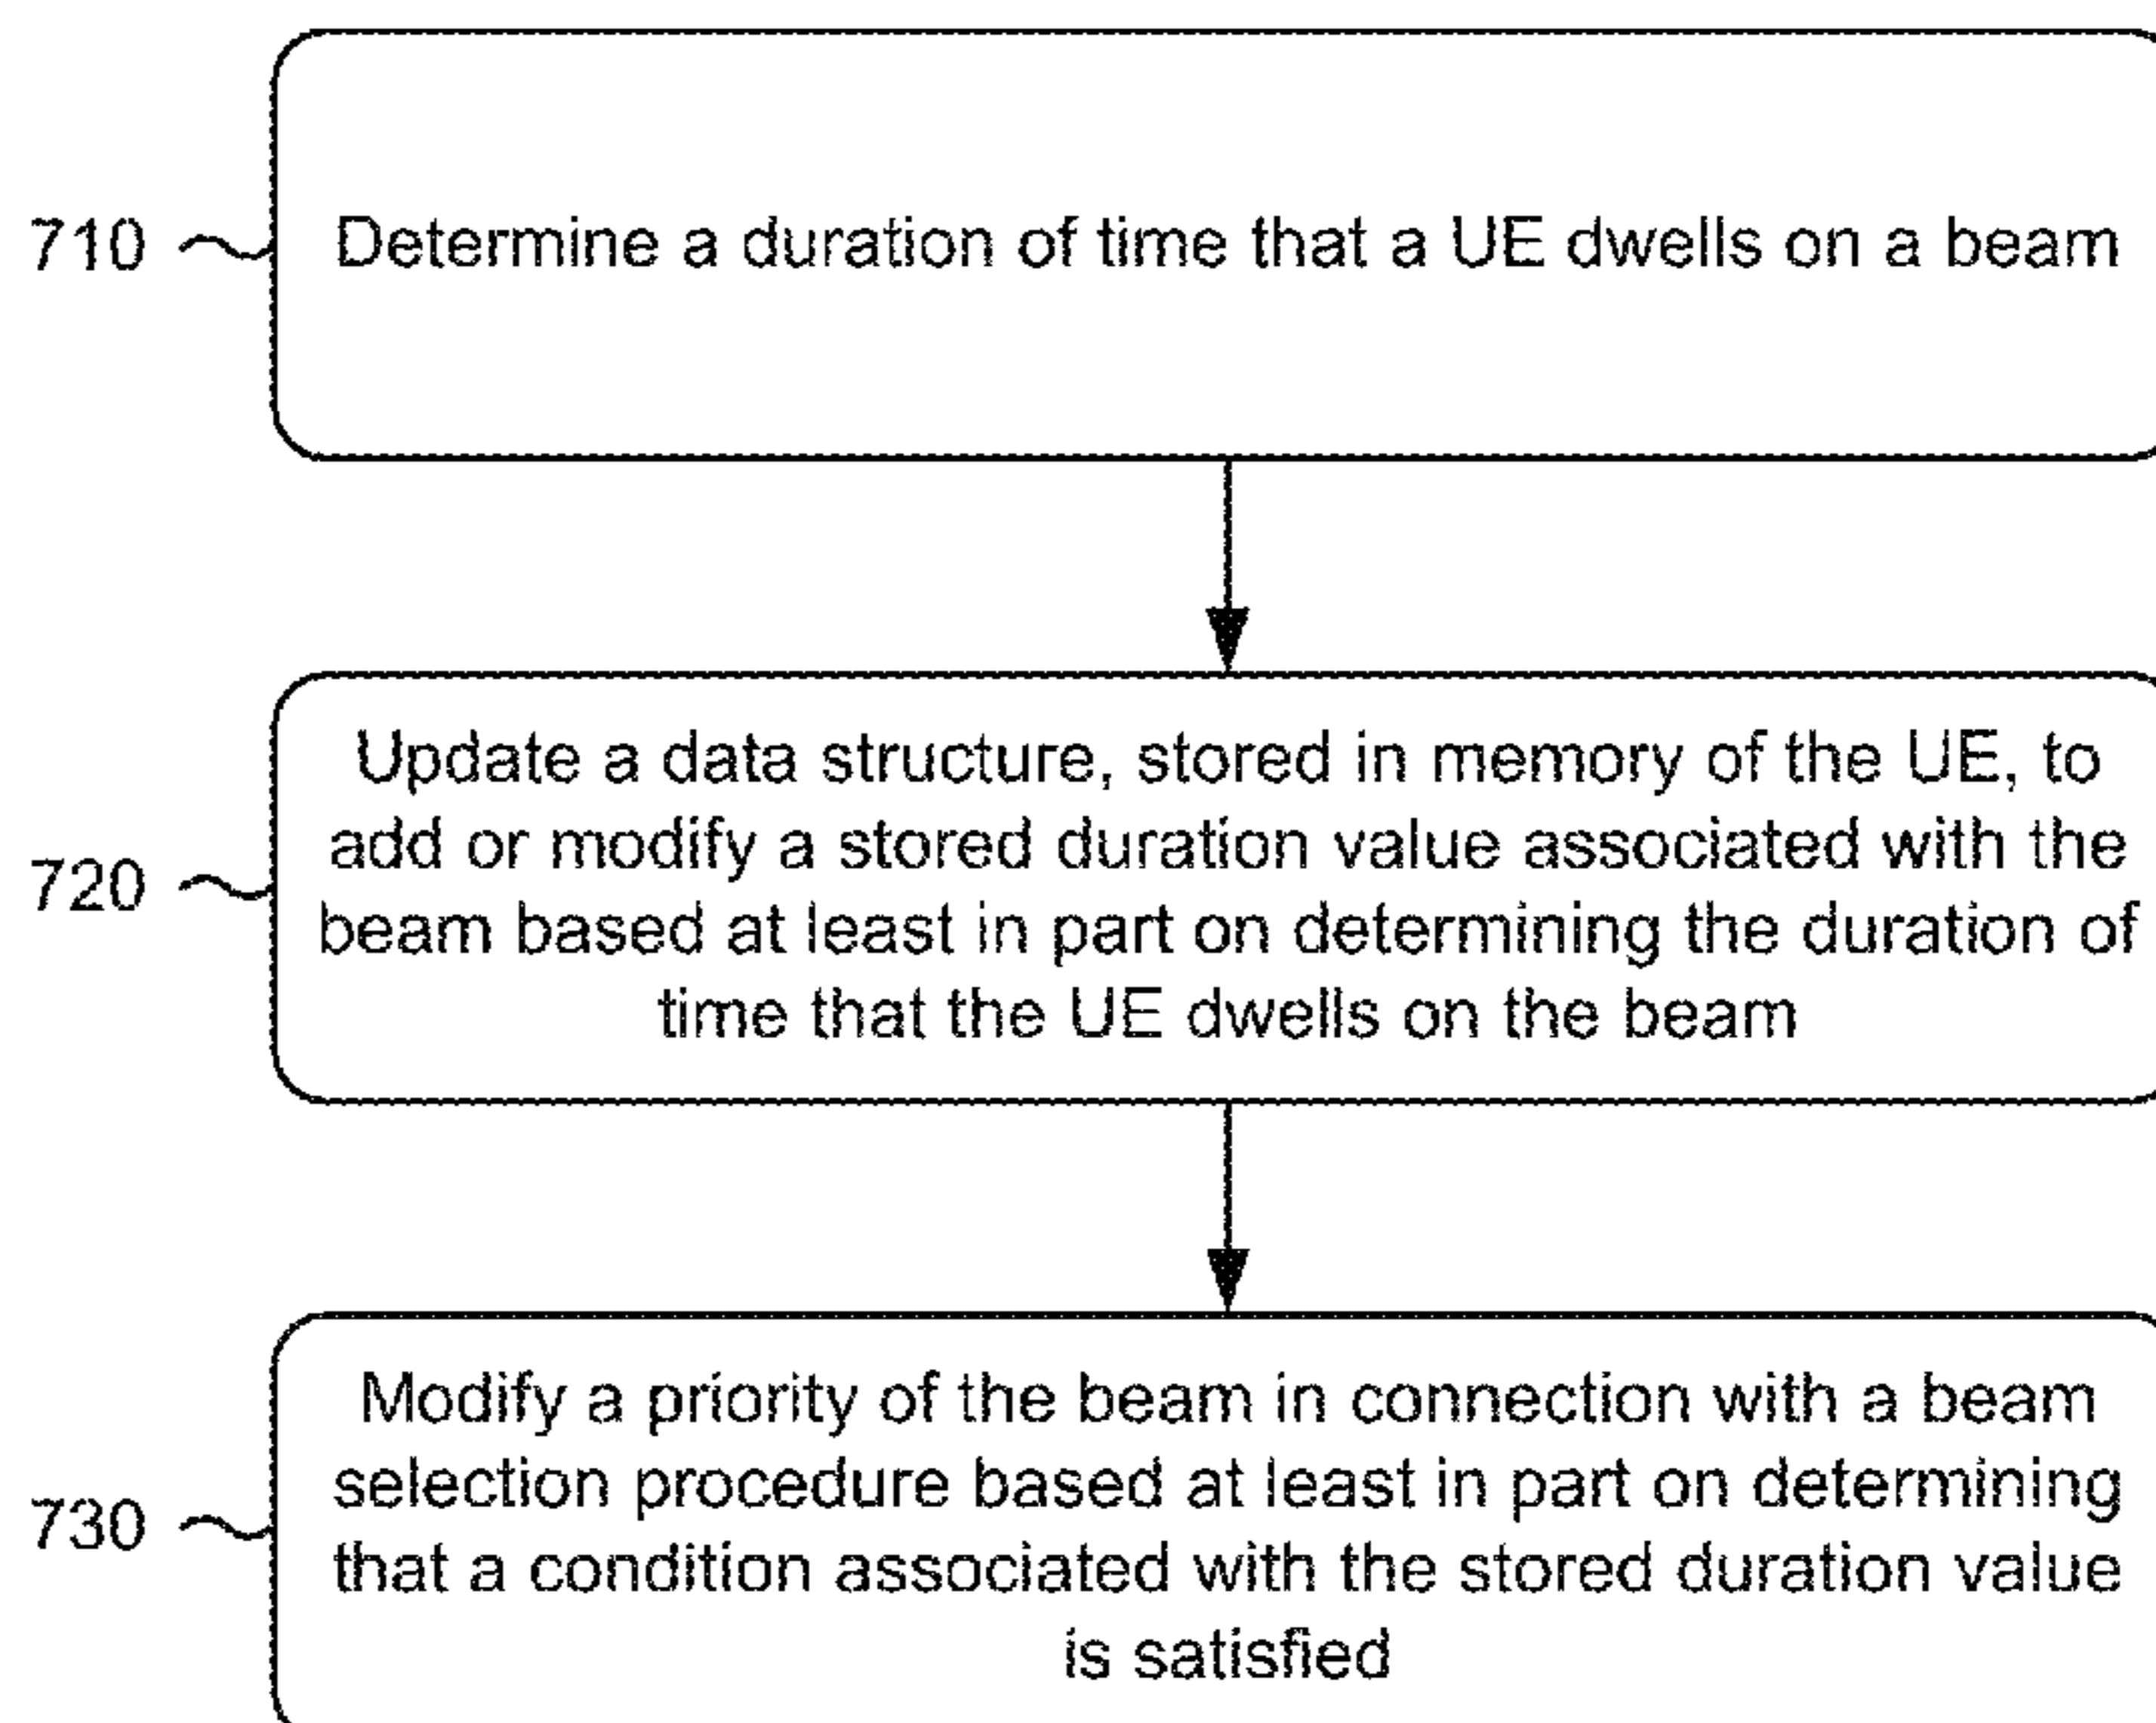 710
Determine a duration of time that a UE dwells on a beam
720
Update a data structure, stored in memory of the UE, to
add or modify a stored duration value associated with the
beam based at least in part on determining the duration of
time that the UE dwells on the beam
730
Modify a priority of the beam in connection with a beam
selection procedure based at least in part on determining
that a condition associated with the stored duration value
is satisfied